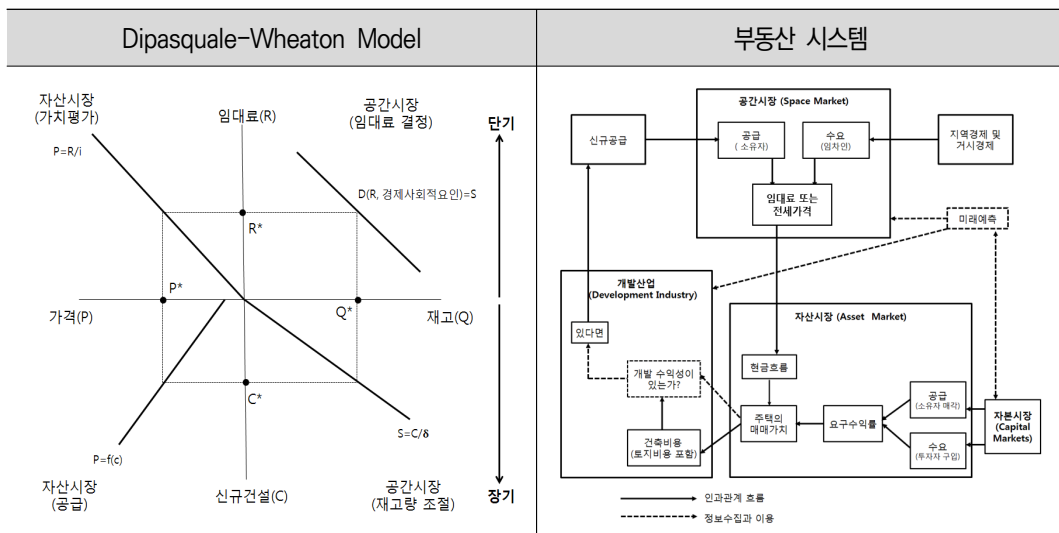 Dipasquale-Wheaton Model
부동산 시스템
자산시장
(가치평가)
임대료(R)
공간시장
(임대료 결정)
단기
P=R/i
D(R, 경제사회적요인)=S
R*
P*
Q*
가격(P)
재고(Q)
C*
S=C/δ
P=f(c)
자산시장
(공급)
신규건설(C)
공간시장
(재고량 조절)
장기
공간시장 (Space Market)
신규공급
공급
( 소유자)
수요
(임차인)
지역경제 및
거시경제
임대료 또는
전세가격
미래예측
개발산업
(Development Industry)
있다면
개발 수익성이
있는가?
건축비용
(토지비용 포함)
자산시장 (Asset Market)
현금흐름
주택의
매매가치
요구수익률
공급
(소유자 매각)
수요
(투자자 구입)
자본시장
(Capital
Markets)
인과관계 흐름
정보수집과 이용